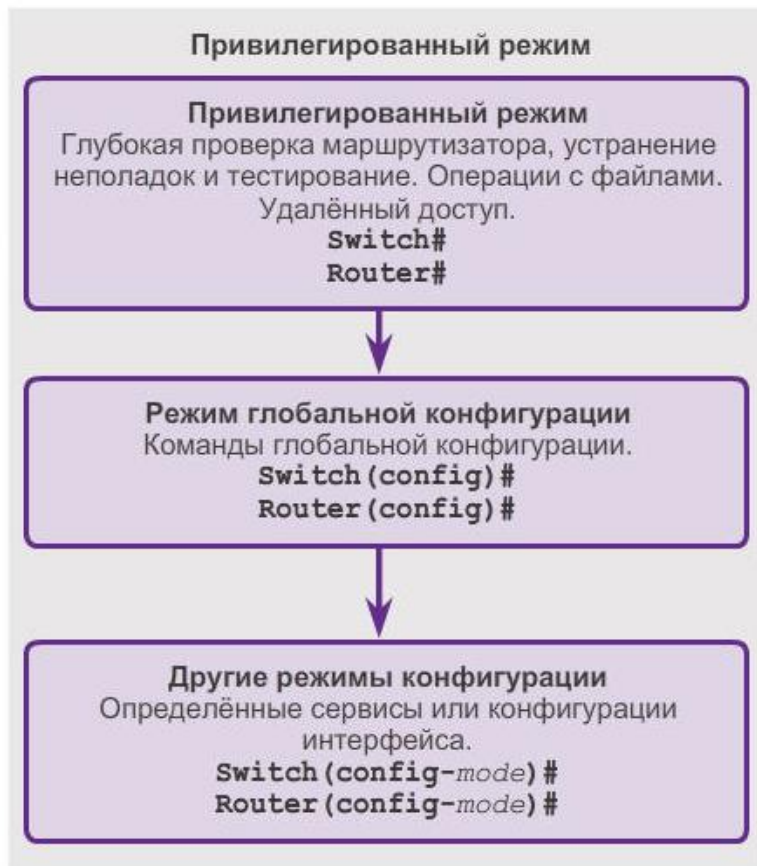 Привилегированный режим
Привилегированный режим
Глубокая проверка маршрутизатора, устранение
неполадок и тестирование. Операции с файлами.
Удалённый доступ.
Switch#
Router#
Режим глобальной конфигурации
Команды глобальной конфигурации.
Switch(config)#
Router(config)#
Другие режимы конфигурации
Определённые сервисы или конфигурации
интерфейса.
Switch(config-mode)#
Router(config-mode)#